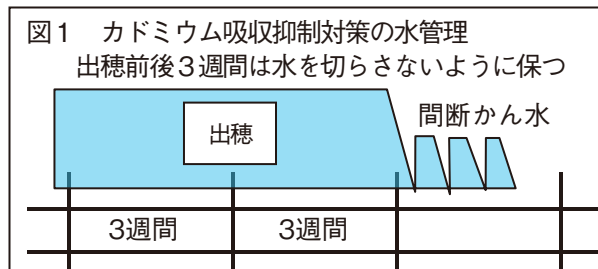 図1　カドミウム吸収抑制対策の水管理
出穂前後3週間は水を切らさないように保つ
間断かん水
出穂
3週間　3週間